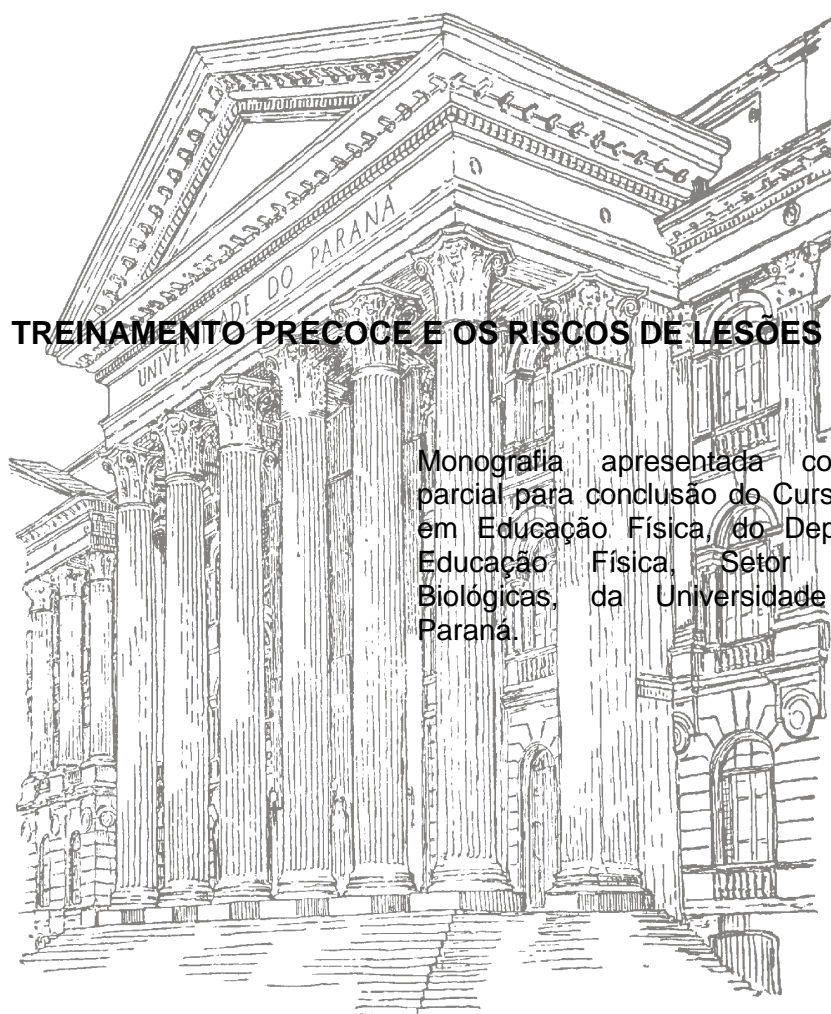 UNIVERSIDADE DO PARANÁ
TREINAMENTO PRECOCE E OS RISCOS DE LESÕES
Monografia apresentada co
parcial para conclusão do Curs
em Educação Física, do Dep
Educação Física, Setor
Biológicas, da Universidade
Paraná.